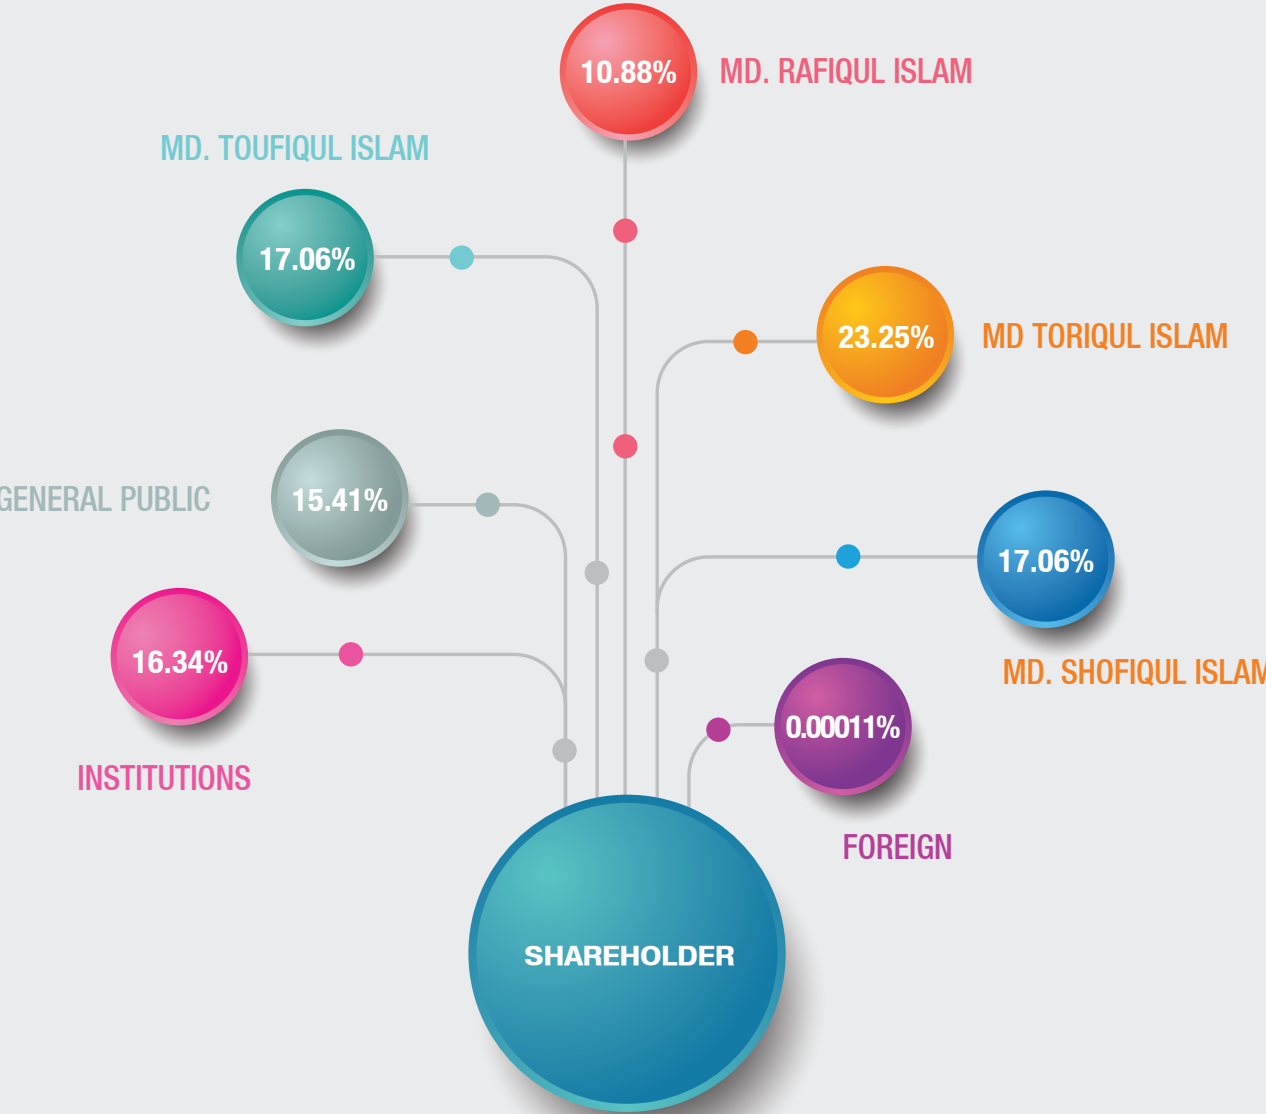 10.88%
MD. RAFIQUL ISLAM
MD. TOUFIQUL ISLAM
17.06%
23.25%
MD TORIQUL ISLAM
GENERAL PUBLIC
15.41%
17.06%
MD. SHOFIQUL ISLAM
16.34%
INSTITUTIONS
0.00011%
FOREIGN
SHAREHOLDER